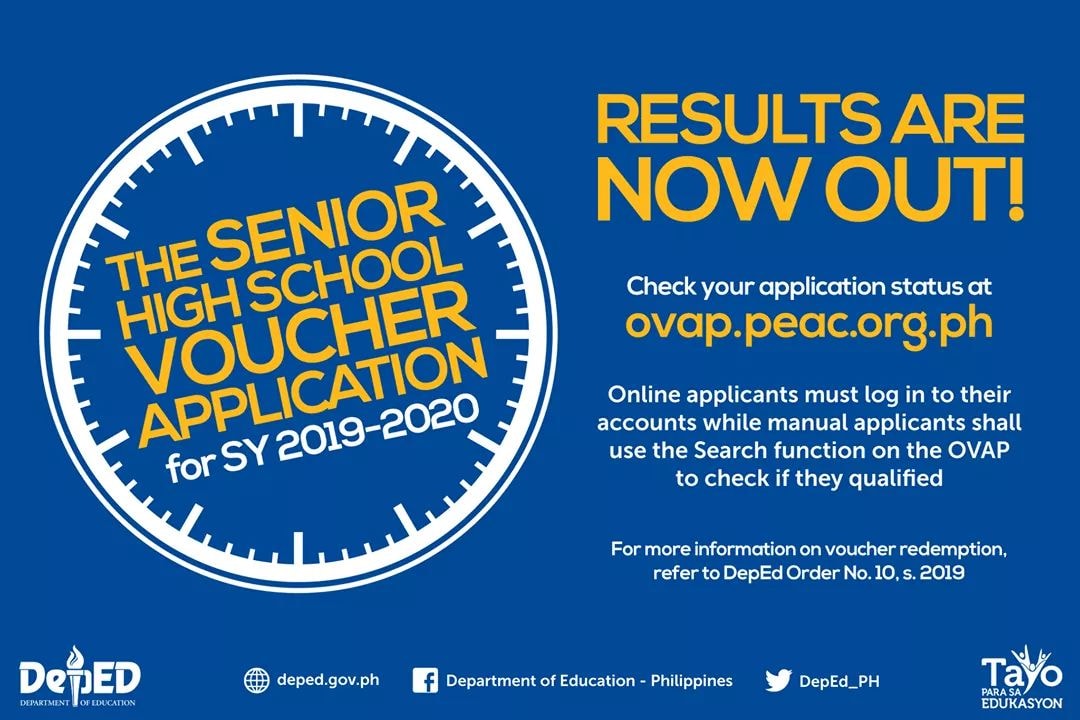 THE SENIOR
HIGH SCHOOL
VOUCHER
APPLICATION
for SY 2019-2020
RESULTS ARE
NOW OUT!
Check your application status at
ovap.peac.org.ph
Online applicants must log in to their
accounts while manual applicants shall
use the Search function on the OVAP
to check if they qualified
For more information on voucher redemption,
refer to DepEd Order No. 10, s. 2019
DepED
DEPARTMENT OF EDUCATION
deped.gov.ph
Department of Education - Philippines
DepEd_PH
Tayo
PARA SA
EDUKASYON